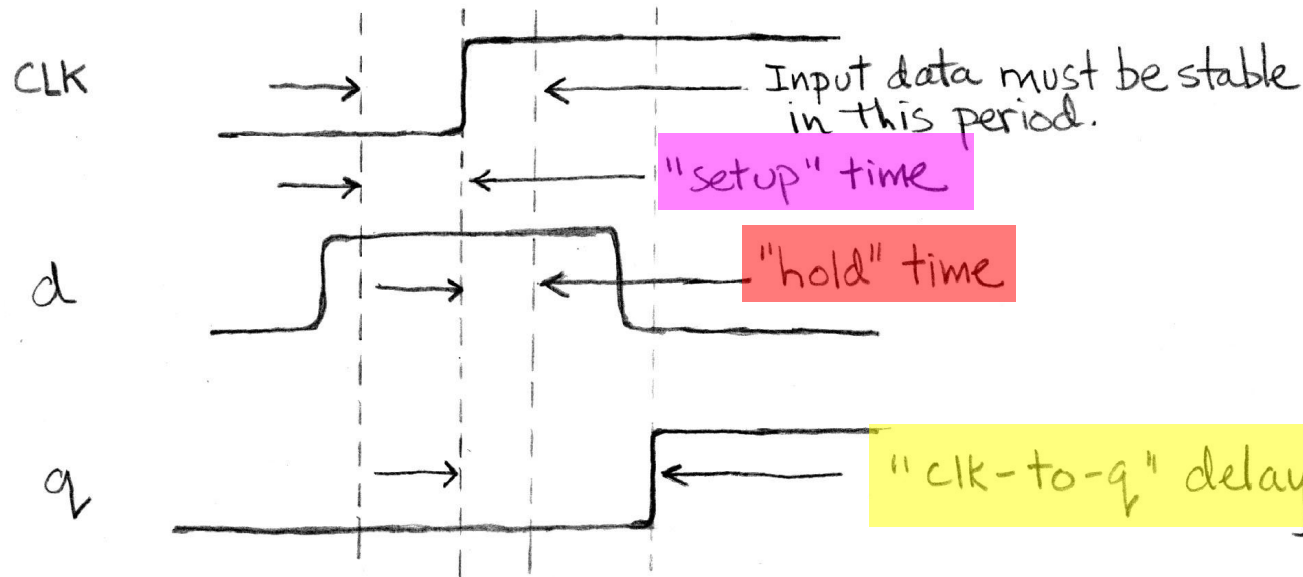 CLK
Input data must be stable
in this period.
"setup" time
d
"hold" time
q
"clk-to-q" delay